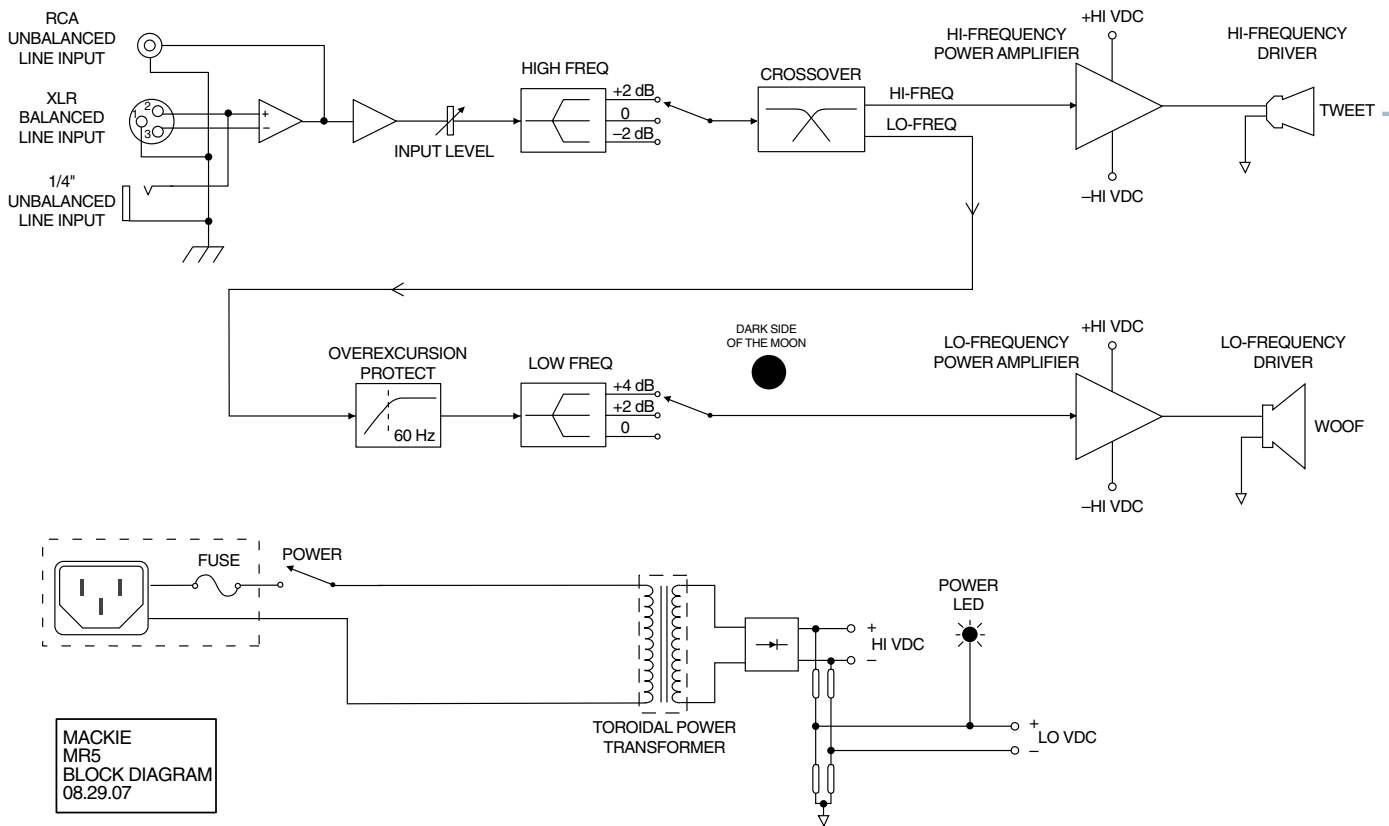 RCA
UNBALANCED
LINE INPUT
XLR
BALANCED
LINE INPUT
2
1
3
1/4"
UNBALANCED
LINE INPUT
+
−
INPUT LEVEL
HIGH FREQ
+2 dB
0
−2 dB
CROSSOVER
HI-FREQ
LO-FREQ
HI-FREQUENCY
POWER AMPLIFIER
+HI VDC
−HI VDC
HI-FREQUENCY
DRIVER
TWEET
OVEREXCURSION
PROTECT
60 Hz
LOW FREQ
+4 dB
+2 dB
0
DARK SIDE
OF THE MOON
LO-FREQUENCY
POWER AMPLIFIER
+HI VDC
−HI VDC
LO-FREQUENCY
DRIVER
WOOF
FUSE
POWER
TOROIDAL POWER
TRANSFORMER
+
HI VDC
−
POWER
LED
+
LO VDC
−
MACKIE
MR5
BLOCK DIAGRAM
08.29.07